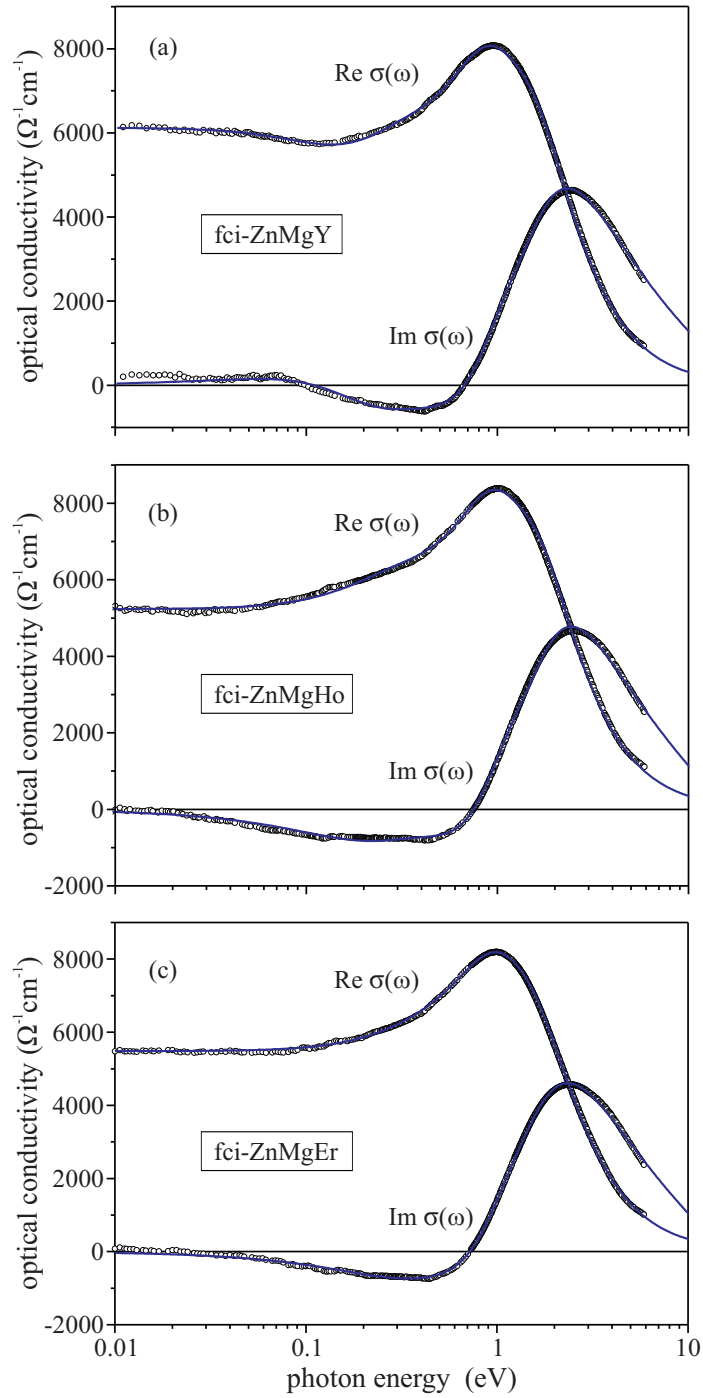 (a)
Re σ(ω)
fci-ZnMgY
Im σ(ω)
optical conductivity (Ω⁻¹cm⁻¹)
8000
6000
4000
2000
0
(b)
Re σ(ω)
fci-ZnMgHo
Im σ(ω)
optical conductivity (Ω⁻¹cm⁻¹)
8000
6000
4000
2000
0
-2000
(c)
Re σ(ω)
fci-ZnMgEr
Im σ(ω)
optical conductivity (Ω⁻¹cm⁻¹)
8000
6000
4000
2000
0
-2000
0.01 0.1 1 10
photon energy (eV)